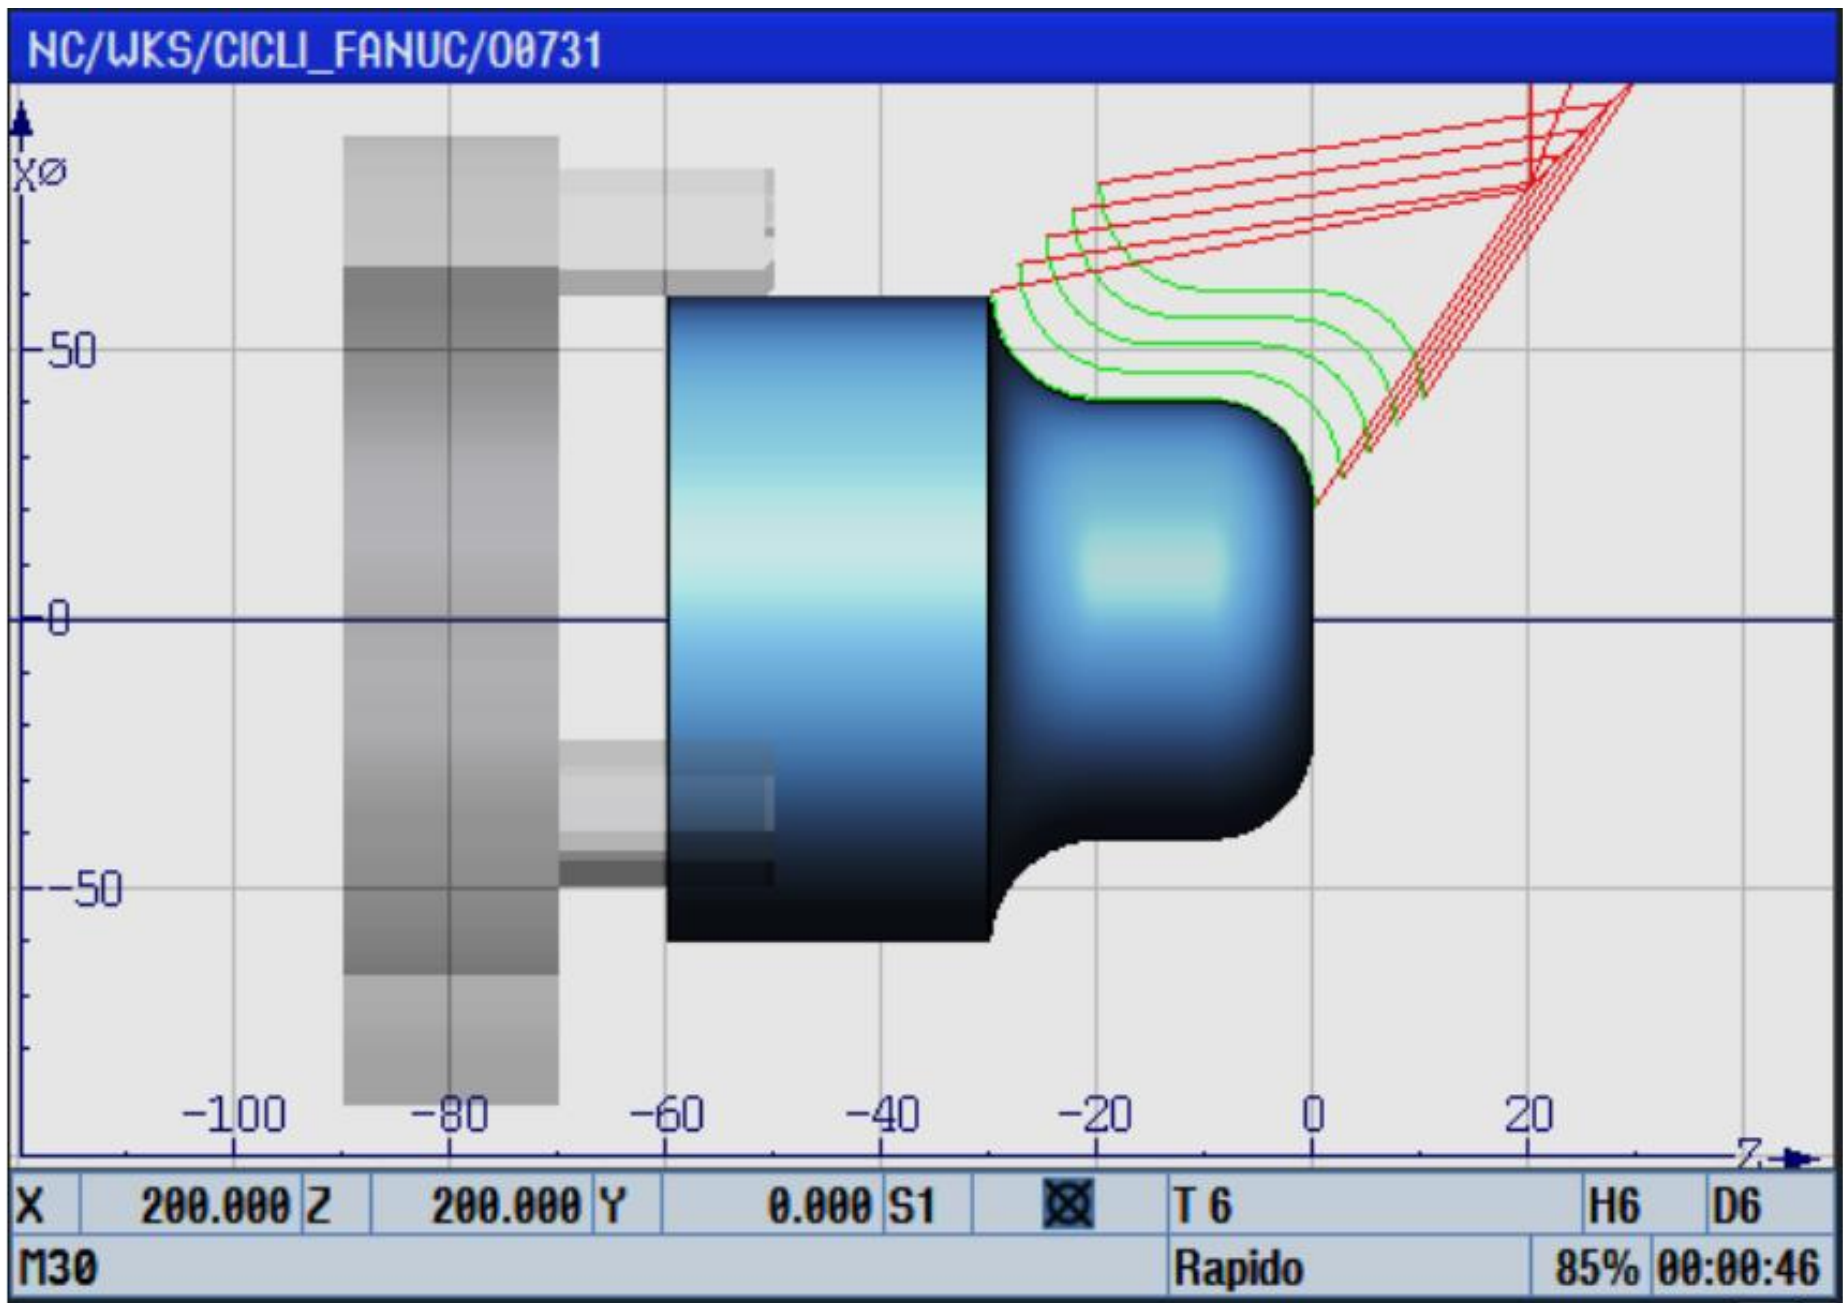 NC/WKS/CICLI_FANUC/O0731
XØ
50
0
-50
-100 -80 -60 -40 -20 0 20
Z
X 200.000 Z 200.000 Y 0.000 S1 T 6 H6 D6
M30 Rapido 85% 00:00:46